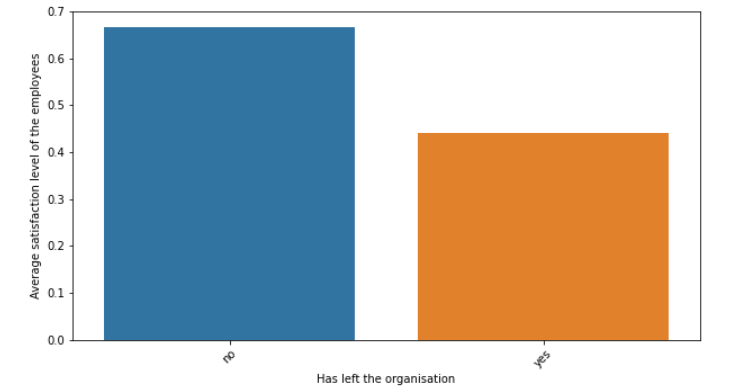 0.7
0.6
0.5
0.4
0.3
0.2
0.1
0.0
Average satisfaction level of the employees
no
yes
Has left the organisation